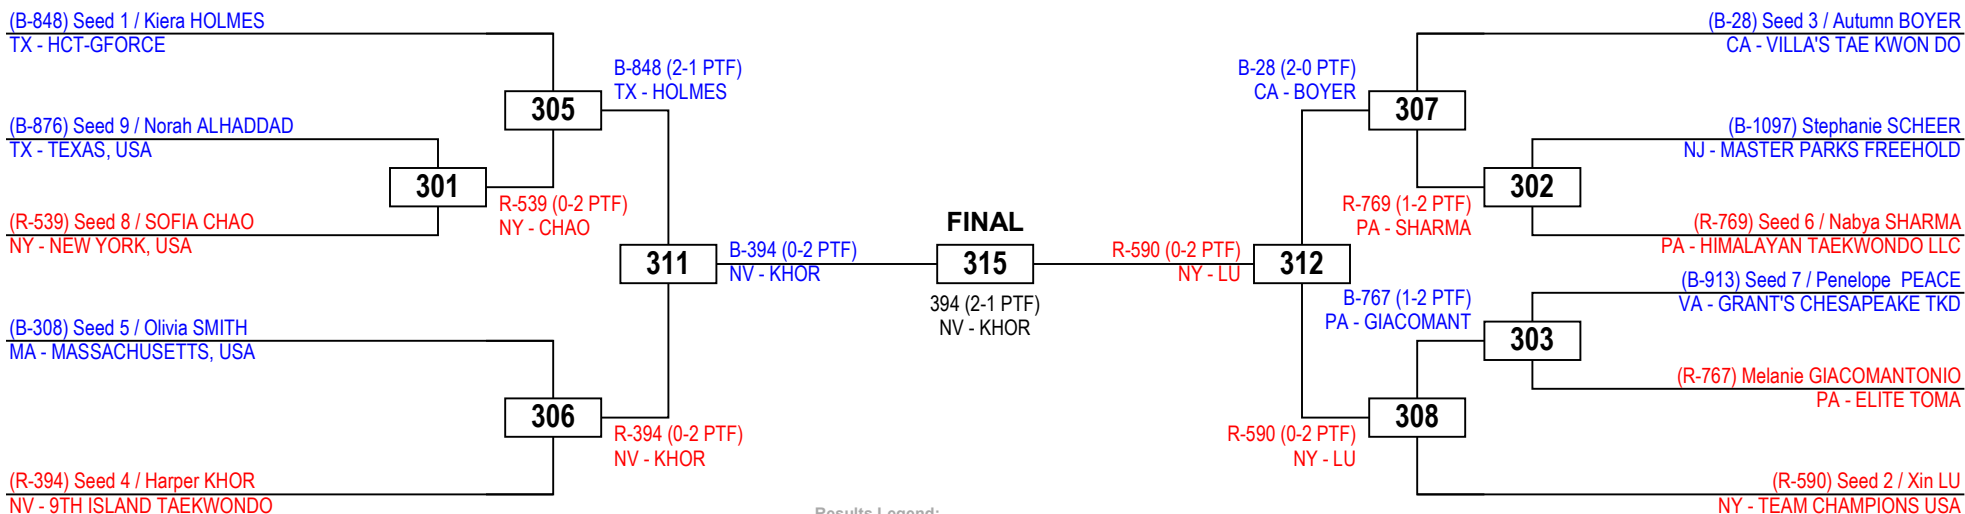 (B-848) Seed 1 / Kiera HOLMES
TX - HCT-GFORCE
(B-876) Seed 9 / Norah ALHADDAD
TX - TEXAS, USA
(R-539) Seed 8 / SOFIA CHAO
NY - NEW YORK, USA
(B-308) Seed 5 / Olivia SMITH
MA - MASSACHUSETTS, USA
(R-394) Seed 4 / Harper KHOR
NV - 9TH ISLAND TAEKWONDO
301
R-539 (0-2 PTF)
NY - CHAO
305
B-848 (2-1 PTF)
TX - HOLMES
306
R-394 (0-2 PTF)
NV - KHOR
311
B-394 (0-2 PTF)
NV - KHOR
FINAL
315
394 (2-1 PTF)
NV - KHOR
R-590 (0-2 PTF)
NY - LU
312
B-28 (2-0 PTF)
CA - BOYER
307
R-769 (1-2 PTF)
PA - SHARMA
302
B-767 (1-2 PTF)
PA - GIACOMANT
303
R-590 (0-2 PTF)
NY - LU
308
(B-28) Seed 3 / Autumn BOYER
CA - VILLA'S TAE KWON DO
(B-1097) Stephanie SCHEER
NJ - MASTER PARKS FREEHOLD
(R-769) Seed 6 / Nabya SHARMA
PA - HIMALAYAN TAEKWONDO LLC
(B-913) Seed 7 / Penelope  PEACE
VA - GRANT'S CHESAPEAKE TKD
(R-767) Melanie GIACOMANTONIO
PA - ELITE TOMA
(R-590) Seed 2 / Xin LU
NY - TEAM CHAMPIONS USA
Results Legend: